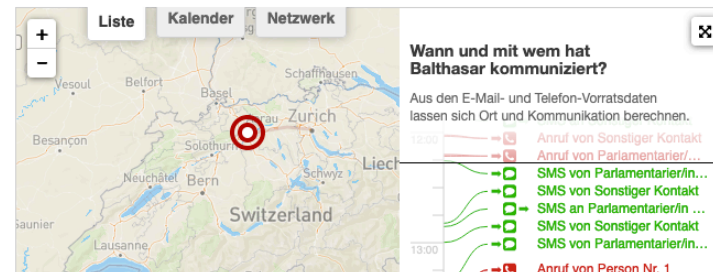 Liste
Kalender
Netzwerk
+
−
Schaffhausen
Vesoul
Belfort
Basel
Zurich
Besançon
Solothurn
Liech
Neuchâtel
Bern
Schwyz
Switzerland
Lausanne
Wann und mit wem hat
Balthasar kommuniziert?
Aus den E-Mail- und Telefon-Vorratsdaten
lassen sich Ort und Kommunikation berechnen.
12:00
Anruf von Sonstiger Kontakt
Anruf von Parlamentarier/...
SMS von Parlamentarier/in...
SMS von Sonstiger Kontakt
SMS an Parlamentarier/in ...
SMS von Sonstiger Kontakt
13:00
SMS von Parlamentarier/in...
Anruf von Person Nr. 1